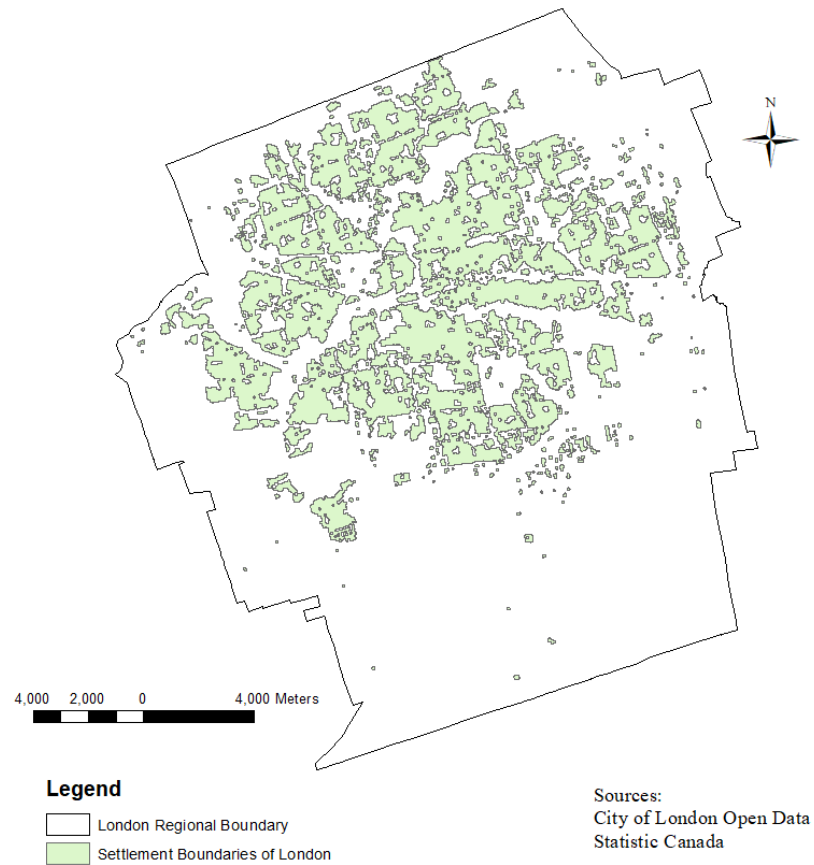 N
4,000 2,000 0 4,000 Meters
Legend
London Regional Boundary
Settlement Boundaries of London
Sources:
City of London Open Data
Statistic Canada